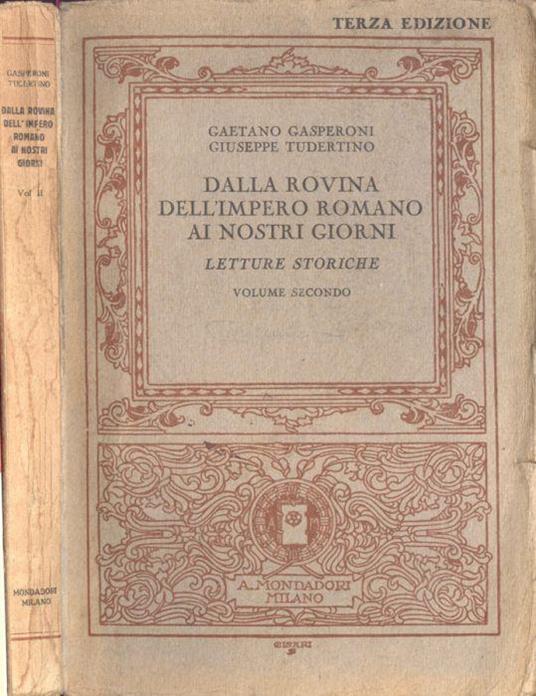 GASPERONI
TUDERTINO
DALLA ROVINA
DELL'IMPERO
ROMANO
AI NOSTRI
GIORNI
Vol II
MONDADORI
MILANO
TERZA EDIZIONE
GAETANO GASPERONI
GIUSEPPE TUDERTINO
DALLA ROVINA
DELL'IMPERO ROMANO
AI NOSTRI GIORNI
LETTURE STORICHE
VOLUME SECONDO
A. MONDADORI
MILANO
CISARI